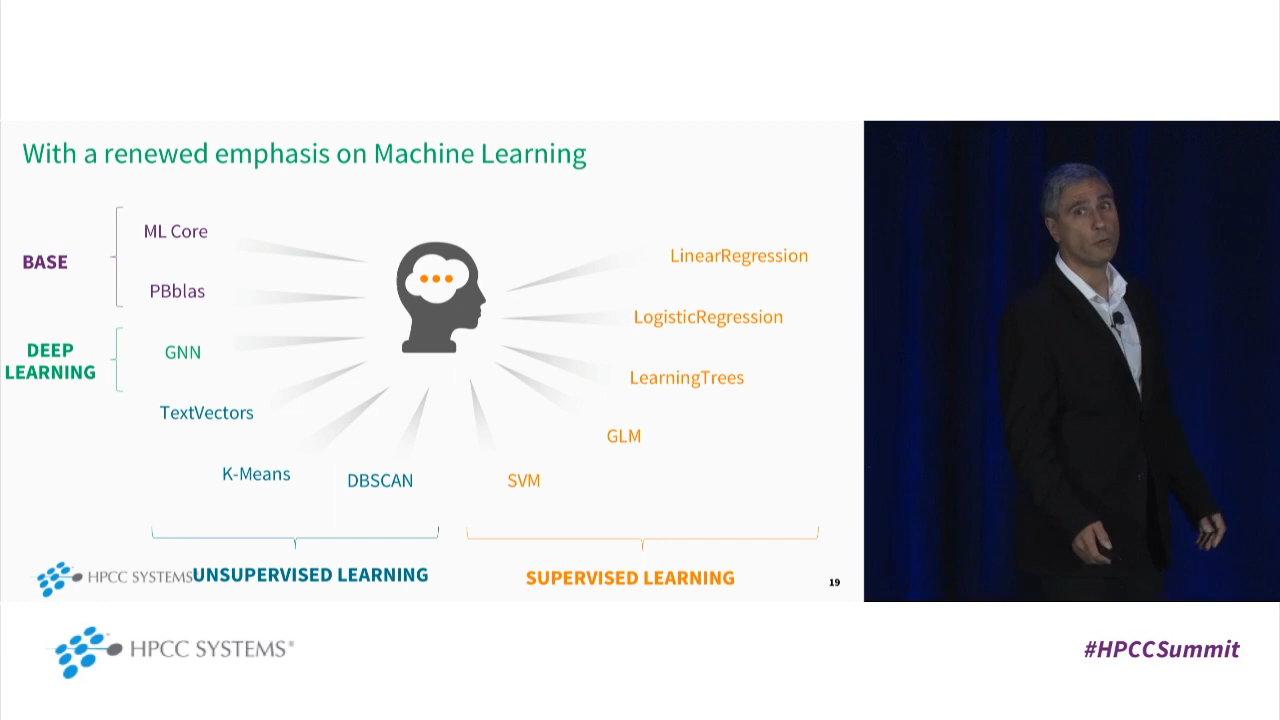 With a renewed emphasis on Machine Learning
BASE
ML Core
PBblas
DEEP
LEARNING
GNN
TextVectors
K-Means
DBSCAN
SVM
GLM
LearningTrees
LogisticRegression
LinearRegression
HPCC SYSTEMS
UNSUPERVISED LEARNING
SUPERVISED LEARNING
19
HPCC SYSTEMS®
#HPCCSummit